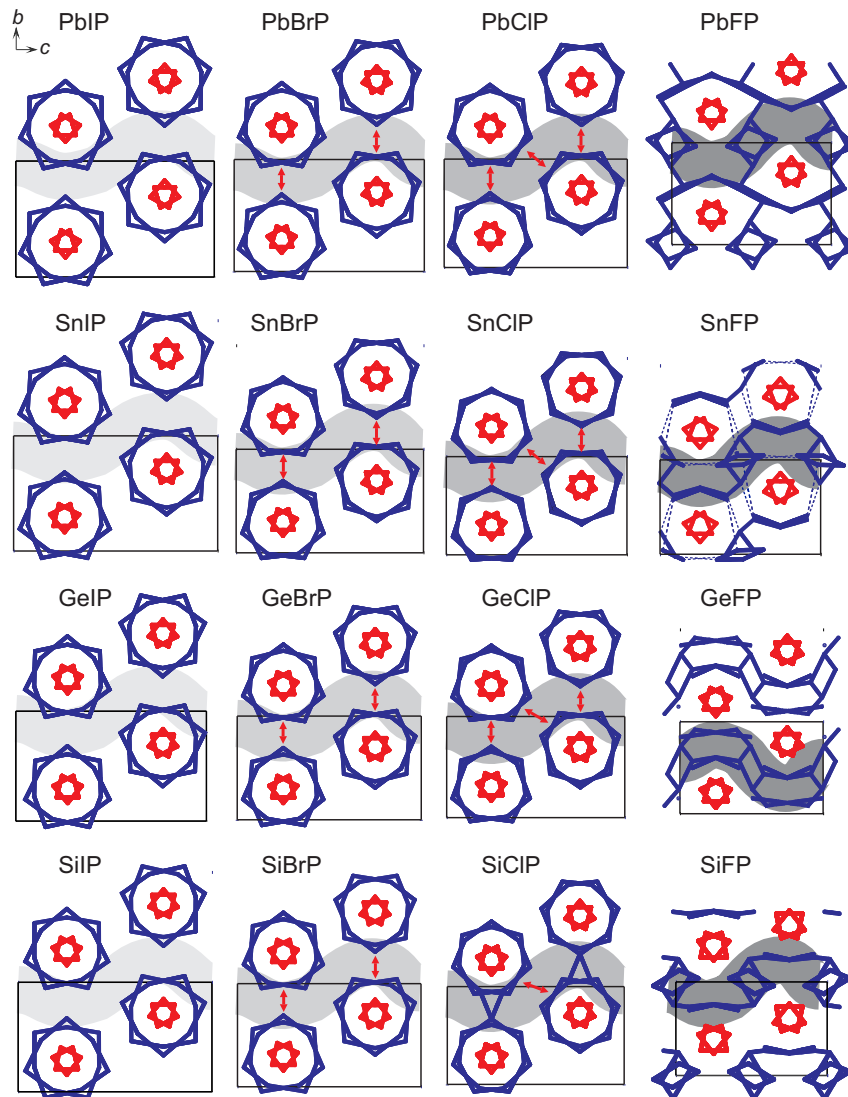 b
c
PbIP PbBrP PbClP PbFP
SnIP SnBrP SnClP SnFP
GeIP GeBrP GeClP GeFP
SiIP SiBrP SiClP SiFP